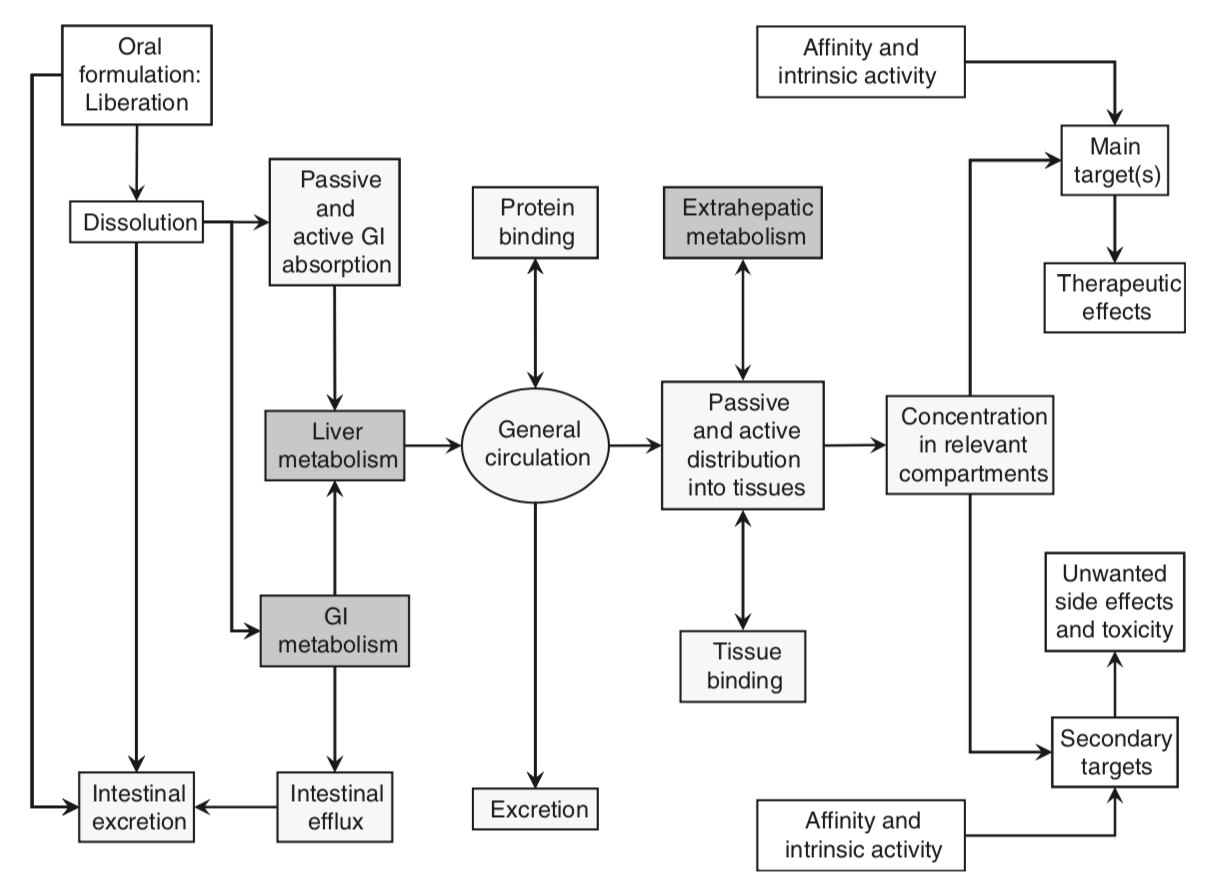 Oral
formulation:
Liberation
Dissolution
Passive
and
active GI
absorption
Liver
metabolism
GI
metabolism
Intestinal
excretion
Intestinal
efflux
Protein
binding
General
circulation
Excretion
Extrahepatic
metabolism
Passive
and active
distribution
into tissues
Tissue
binding
Concentration
in relevant
compartments
Affinity and
intrinsic activity
Main
target(s)
Therapeutic
effects
Unwanted
side effects
and toxicity
Secondary
targets
Affinity and
intrinsic activity